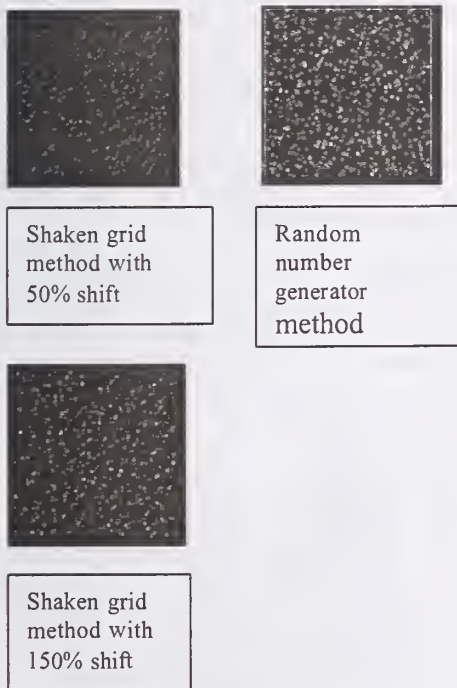 Shaken grid
method with
50% shift
Random
number
generator
method
Shaken grid
method with
150% shift